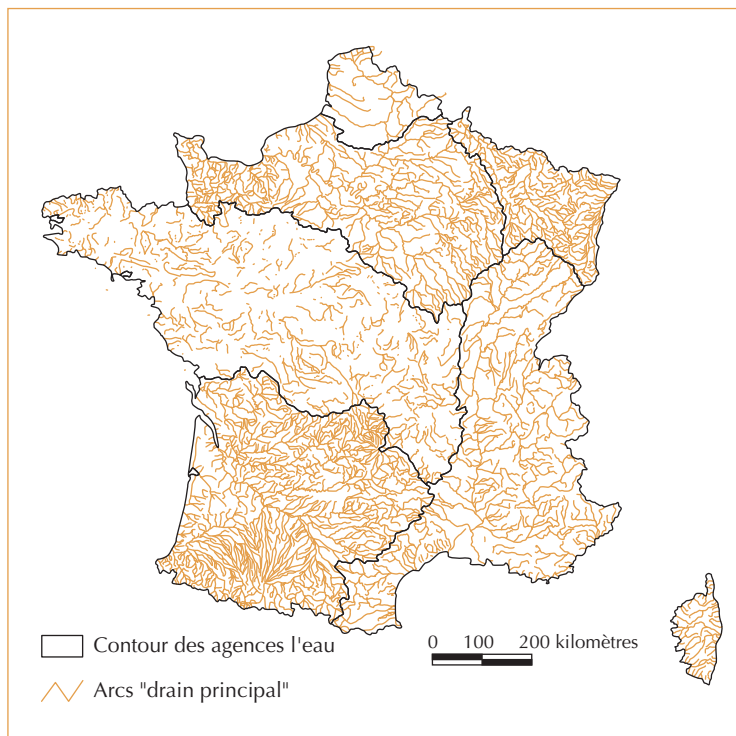 Contour des agences l'eau
0 100 200 kilomètres
Arcs "drain principal"